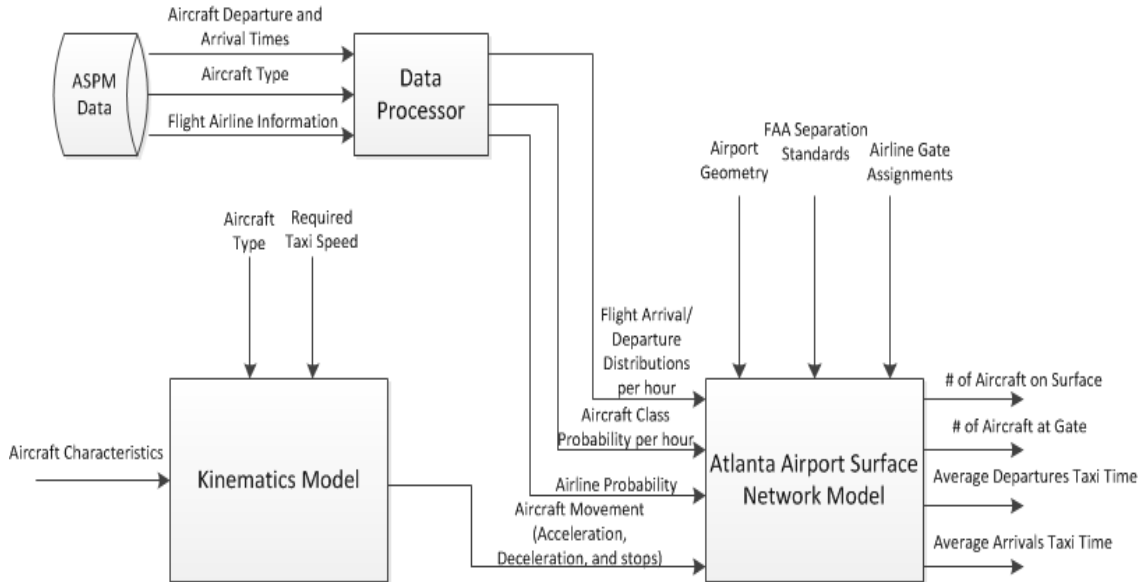 Aircraft Departure and
Arrival Times
ASPM
Data
Aircraft Type
Flight Airline Information
Data
Processor
Airport
Geometry
FAA Separation
Standards
Airline Gate
Assignments
Aircraft
Type
Required
Taxi Speed
Flight Arrival/
Departure
Distributions
per hour
Aircraft Class
Probability per hour
Airline Probability
Aircraft Movement
(Acceleration,
Deceleration, and stops)
Aircraft Characteristics
Kinematics Model
Atlanta Airport Surface
Network Model
# of Aircraft on Surface
# of Aircraft at Gate
Average Departures Taxi Time
Average Arrivals Taxi Time